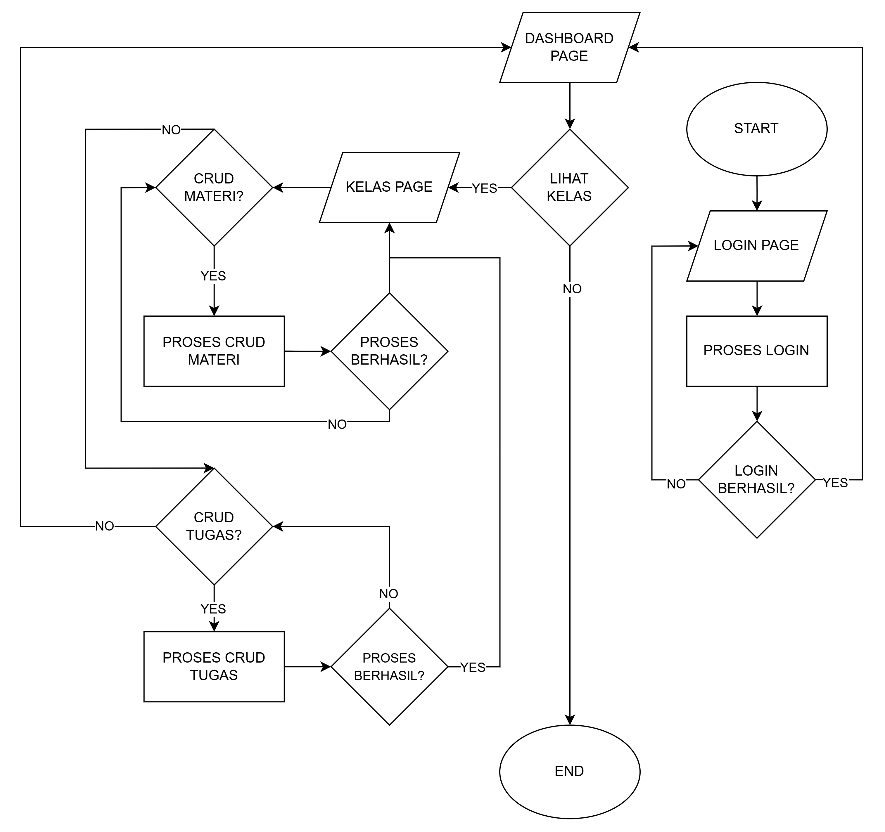 DASHBOARD
PAGE
START
NO
CRUD
MATERI?
KELAS PAGE
YES
LIHAT
KELAS
LOGIN PAGE
YES
NO
PROSES CRUD
MATERI
PROSES
BERHASIL?
PROSES LOGIN
NO
LOGIN
BERHASIL?
NO
YES
CRUD
TUGAS?
NO
YES
NO
PROSES CRUD
TUGAS
PROSES
BERHASIL?
YES
END